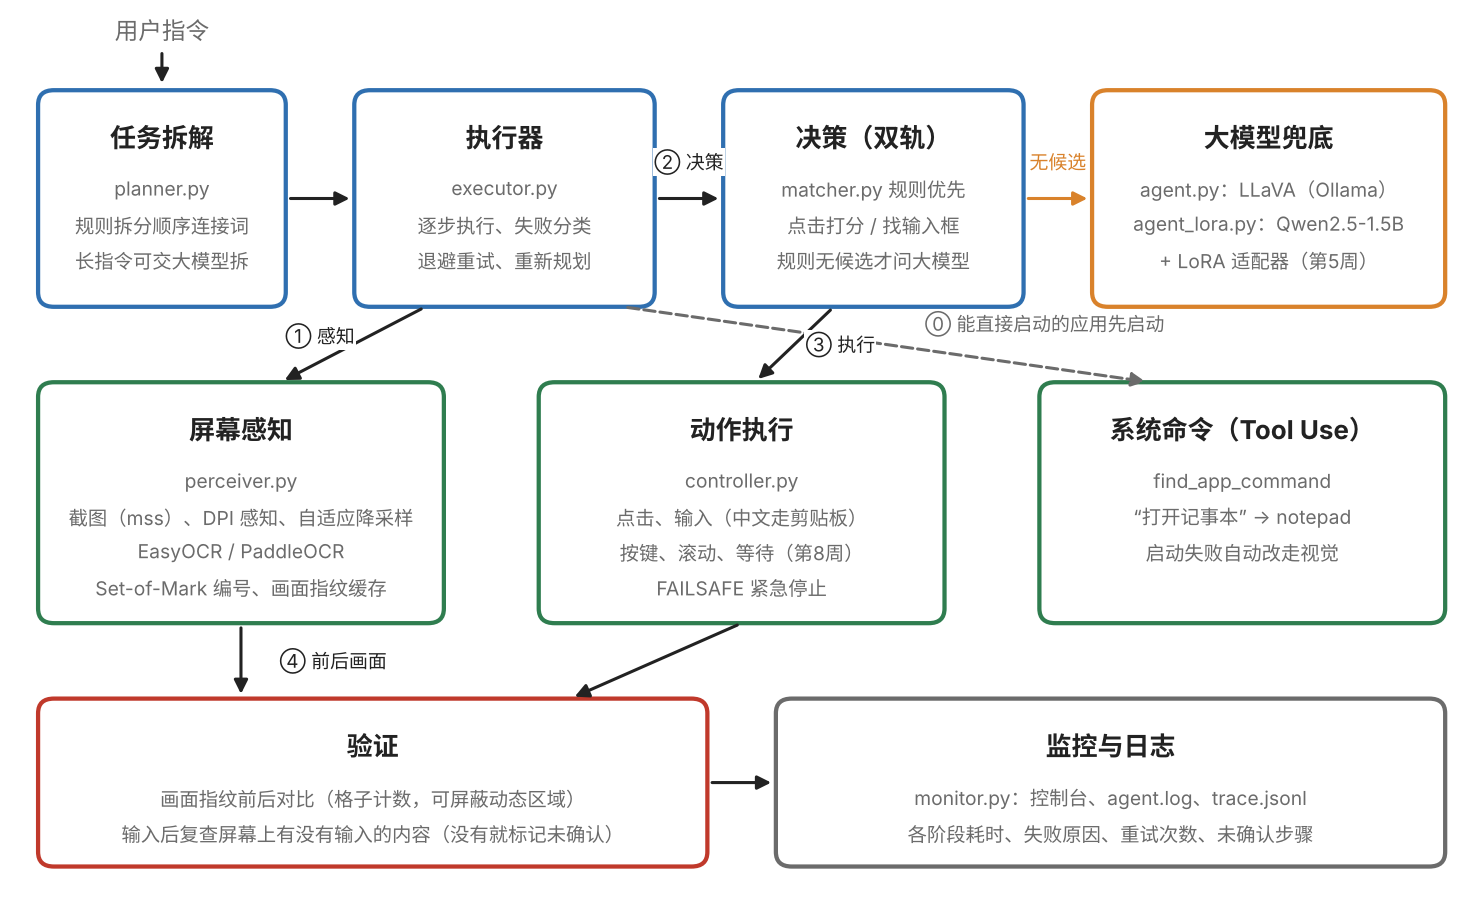 用户指令
任务拆解
planner.py
规则拆分顺序连接词
长指令可交大模型拆
执行器
executor.py
逐步执行、失败分类
退避重试、重新规划
② 决策
决策（双轨）
matcher.py 规则优先
点击打分 / 找输入框
规则无候选才问大模型
无候选
大模型兜底
agent.py：LLaVA（Ollama）
agent_lora.py：Qwen2.5-1.5B
+ LoRA 适配器（第5周）
① 感知
③ 执行
⓪ 能直接启动的应用先启动
屏幕感知
perceiver.py
截图（mss）、DPI 感知、自适应降采样
EasyOCR / PaddleOCR
Set-of-Mark 编号、画面指纹缓存
动作执行
controller.py
点击、输入（中文走剪贴板）
按键、滚动、等待（第8周）
FAILSAFE 紧急停止
系统命令（Tool Use）
find_app_command
“打开记事本” → notepad
启动失败自动改走视觉
④ 前后画面
验证
画面指纹前后对比（格子计数，可屏蔽动态区域）
输入后复查屏幕上有没有输入的内容（没有就标记未确认）
监控与日志
monitor.py：控制台、agent.log、trace.jsonl
各阶段耗时、失败原因、重试次数、未确认步骤